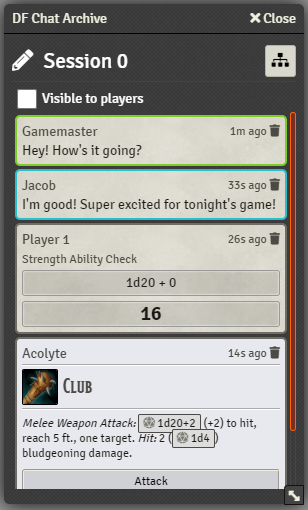 DF Chat Archive Close
Session 0
Visible to players
Gamemaster 1m ago
Hey! How's it going?
Jacob 33s ago
I'm good! Super excited for tonight's game!
Player 1 26s ago
Strength Ability Check
1d20 + 0
16
Acolyte 14s ago
Club
Melee Weapon Attack: 1d20+2 (+2) to hit,
reach 5 ft., one target. Hit: 2 ( 1d4 )
bludgeoning damage.
Attack